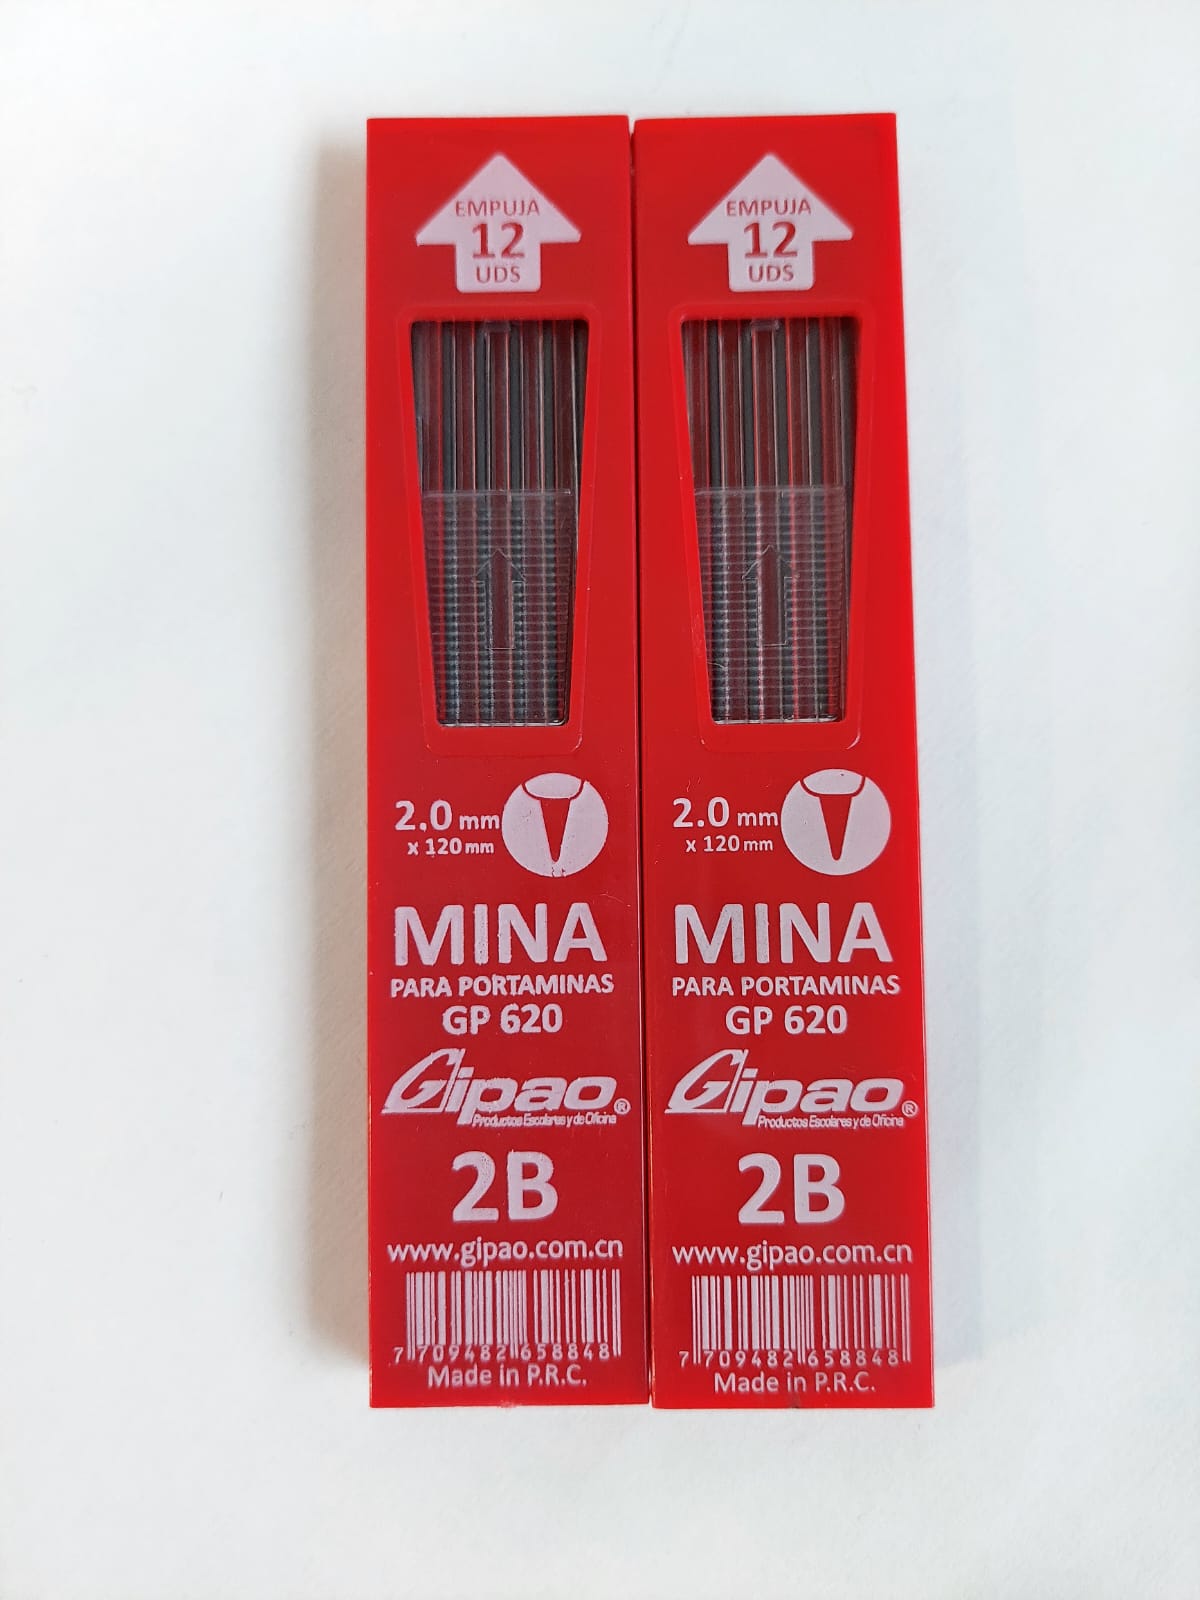 EMPUJA
12
UDS
2.0 mm
x 120 mm
MINA
PARA PORTAMINAS
GP 620
Gipao®
Productos Escolares y de Oficina
2B
www.gipao.com.cn
7 709482 658848
Made in P.R.C.
EMPUJA
12
UDS
2.0 mm
x 120 mm
MINA
PARA PORTAMINAS
GP 620
Gipao®
Productos Escolares y de Oficina
2B
www.gipao.com.cn
7 709482 658848
Made in P.R.C.